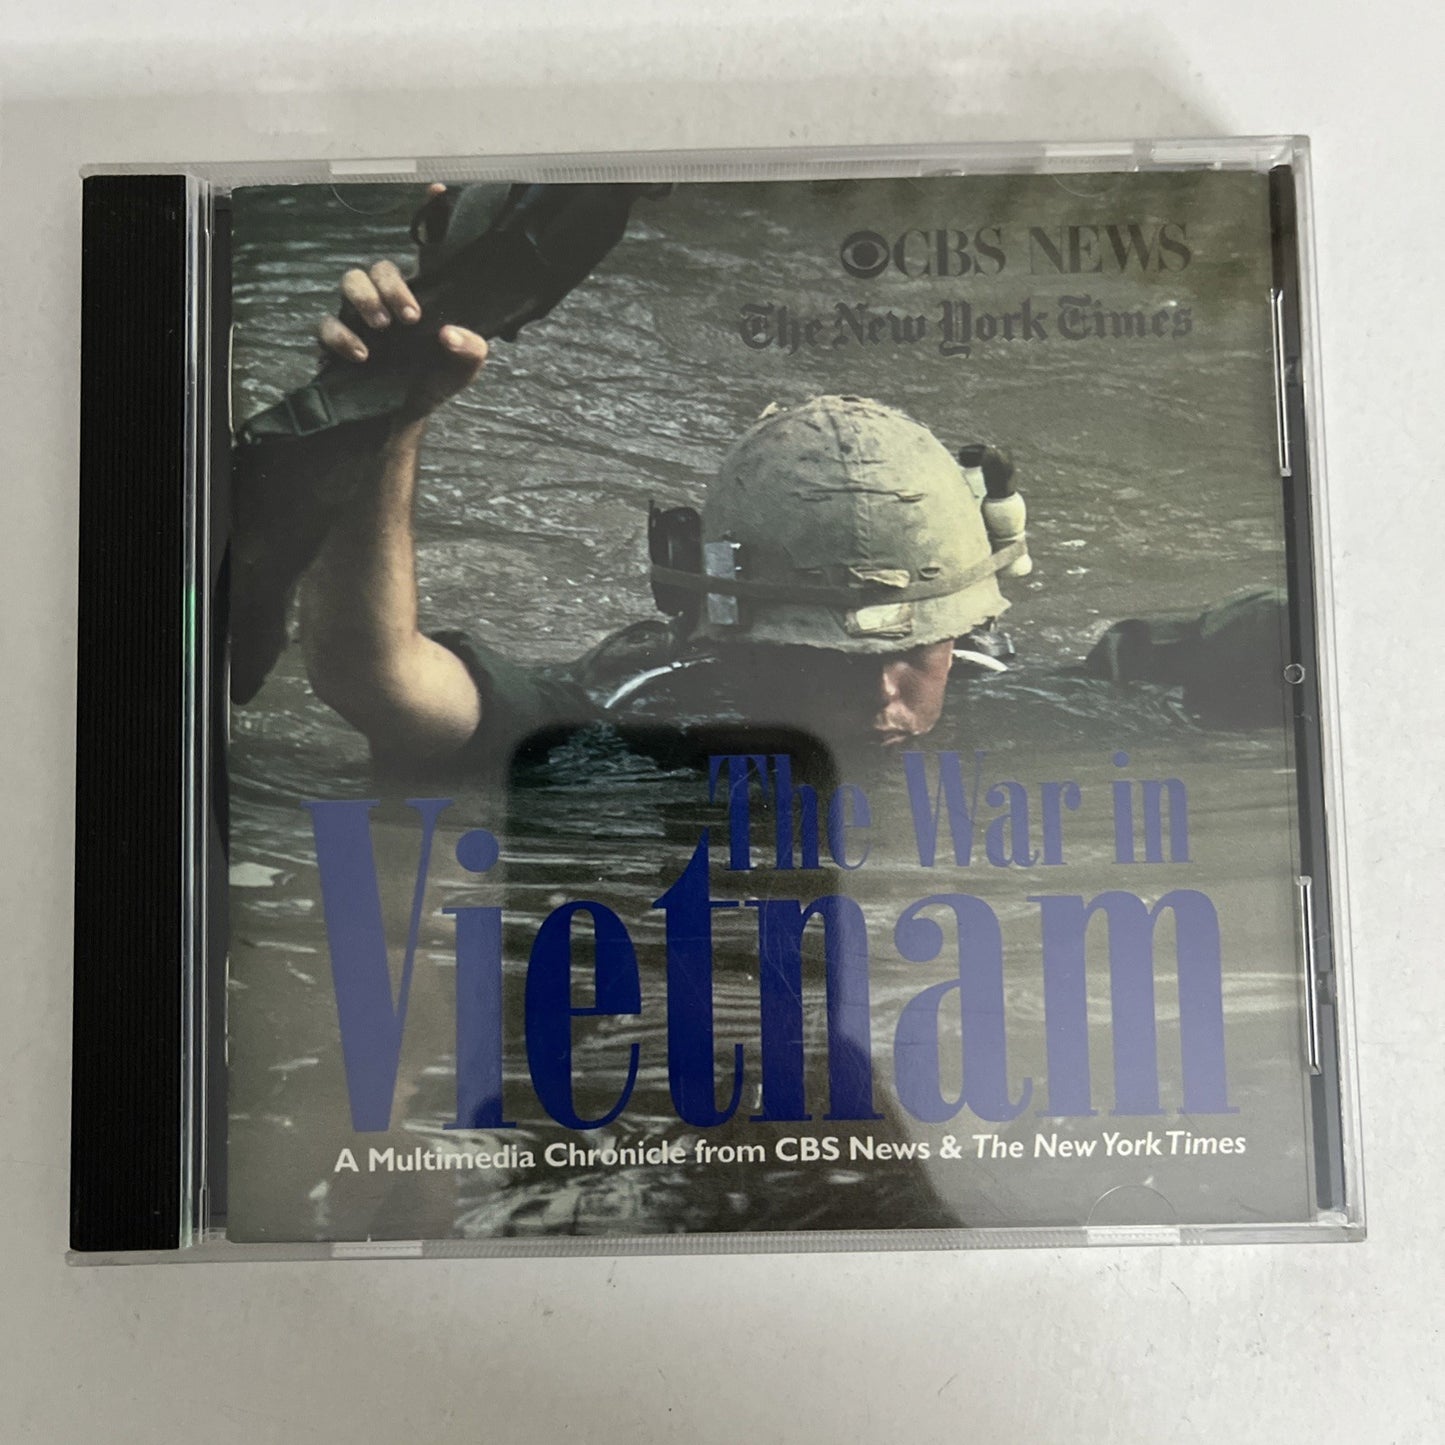 CBS NEWS
The New York Times
The War in
Vietnam
A Multimedia Chronicle from CBS News & The New York Times